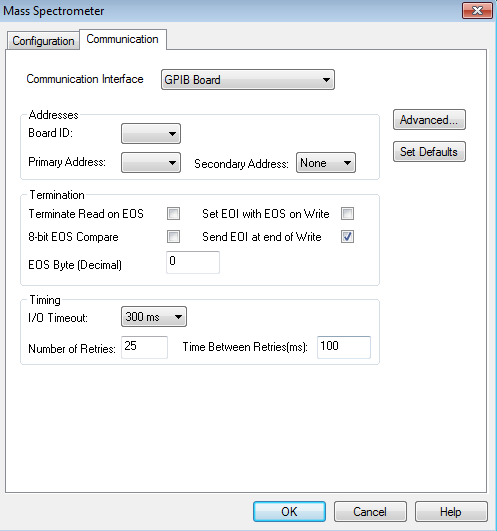 Mass Spectrometer
Configuration Communication
Communication Interface GPIB Board
Addresses
Board ID:
Advanced...
Primary Address: Secondary Address: None
Set Defaults
Termination
Terminate Read on EOS Set EOI with EOS on Write
8-bit EOS Compare Send EOI at end of Write
EOS Byte (Decimal) 0
Timing
I/O Timeout: 300 ms
Number of Retries: 25 Time Between Retries(ms): 100
OK Cancel Help